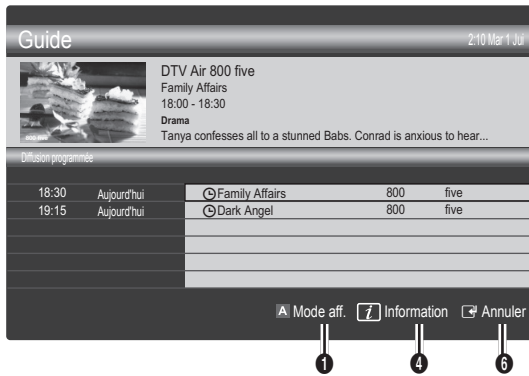 Guide
2:10 Mar 1 Jui
DTV Air 800 five
Family Affairs
18:00 - 18:30
Drama
Tanya confesses all to a stunned Babs. Conrad is anxious to hear...
800 five
Diffusion programmée
18:30 Aujourd'hui Family Affairs 800 five
19:15 Aujourd'hui Dark Angel 800 five
A Mode aff. i Information Annuler
1 4 6